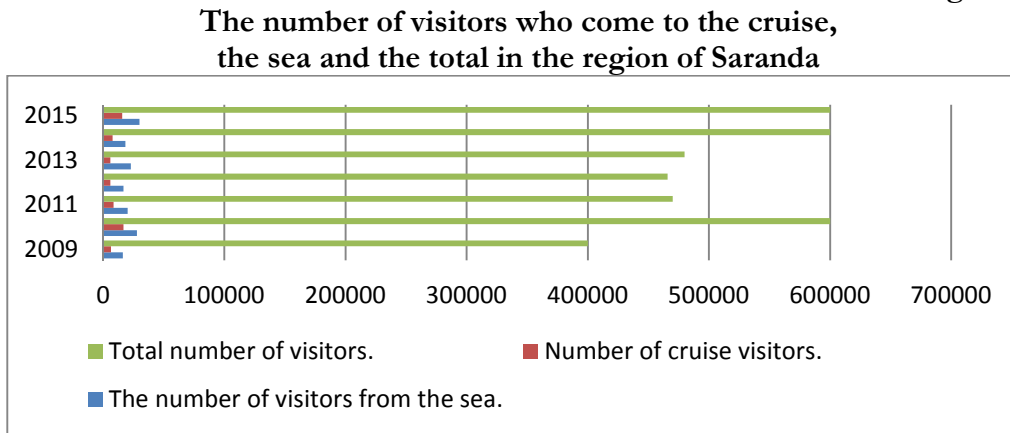 The number of visitors who come to the cruise,
the sea and the total in the region of Saranda
2015
2013
2011
2009
0 100000 200000 300000 400000 500000 600000 700000
Total number of visitors. Number of cruise visitors.
The number of visitors from the sea.